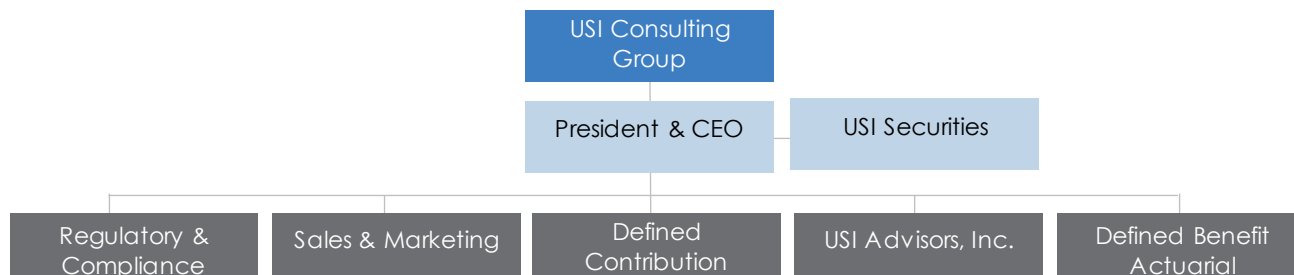 USI Consulting
Group
President & CEO
USI Securities
Regulatory &
Compliance
Sales & Marketing
Defined
Contribution
USI Advisors, Inc.
Defined Benefit
Actuarial